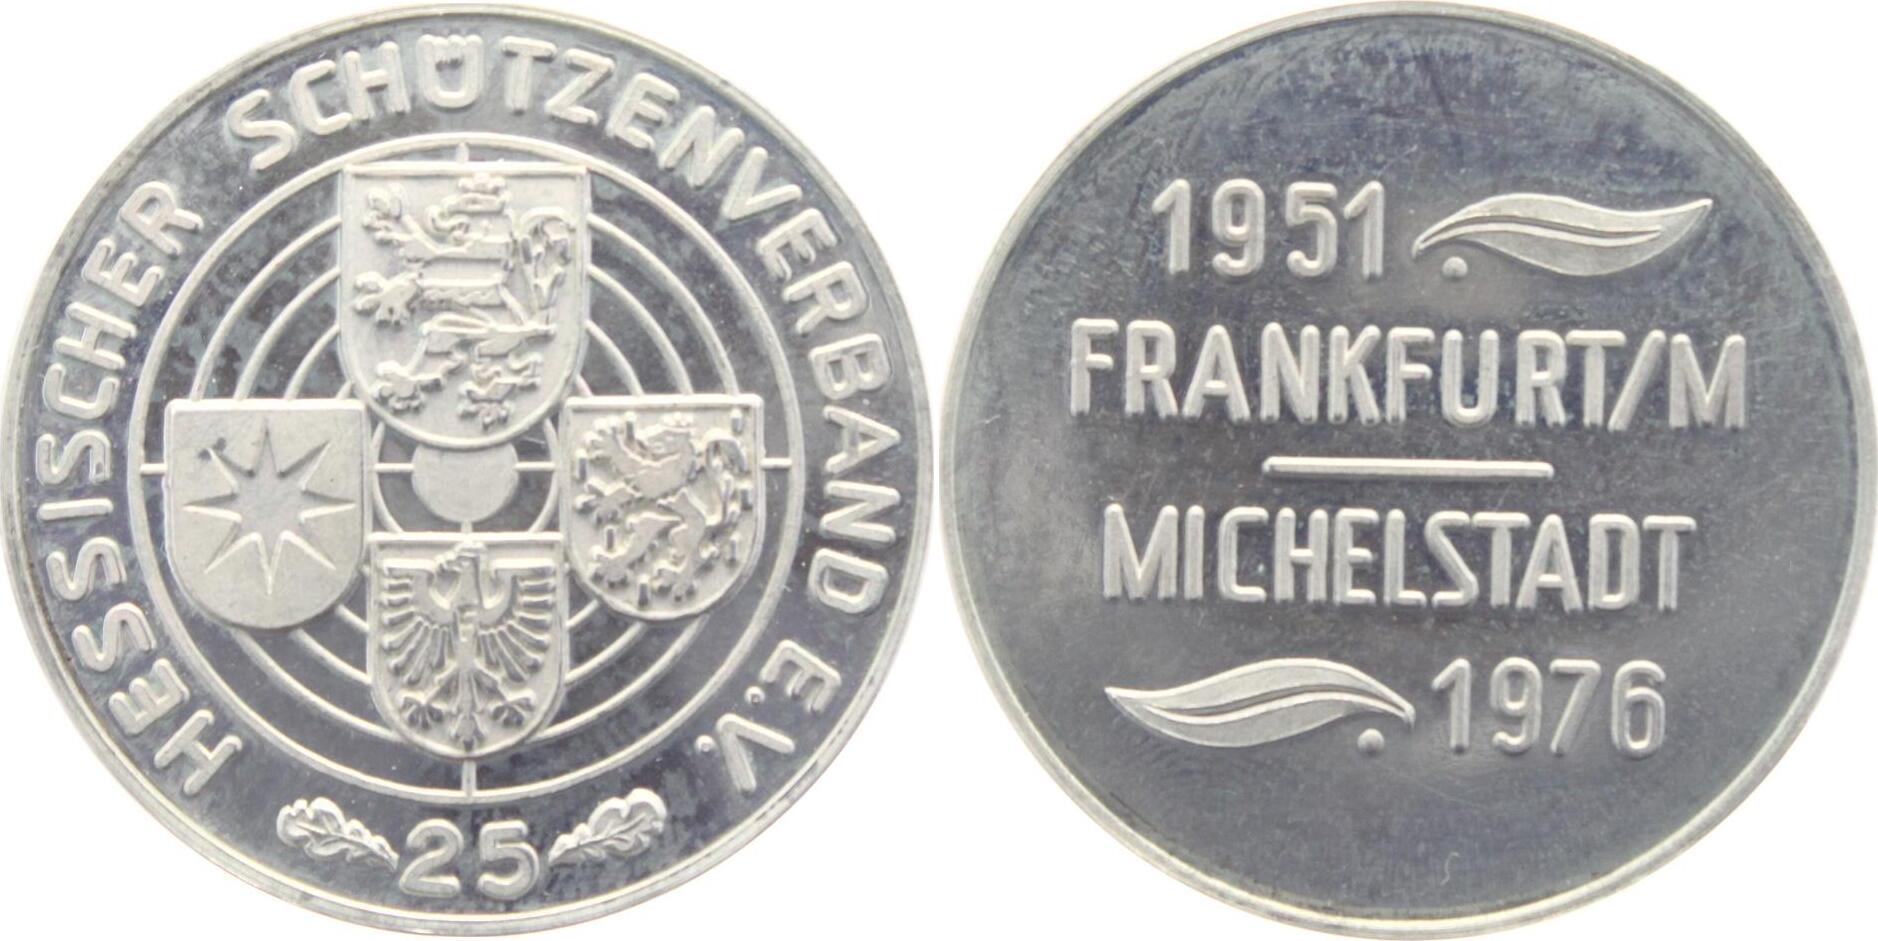 HESSISCHER SCHÜTZENVERBAND E.V.
25
1951
FRANKFURT/M
MICHELSTADT
1976